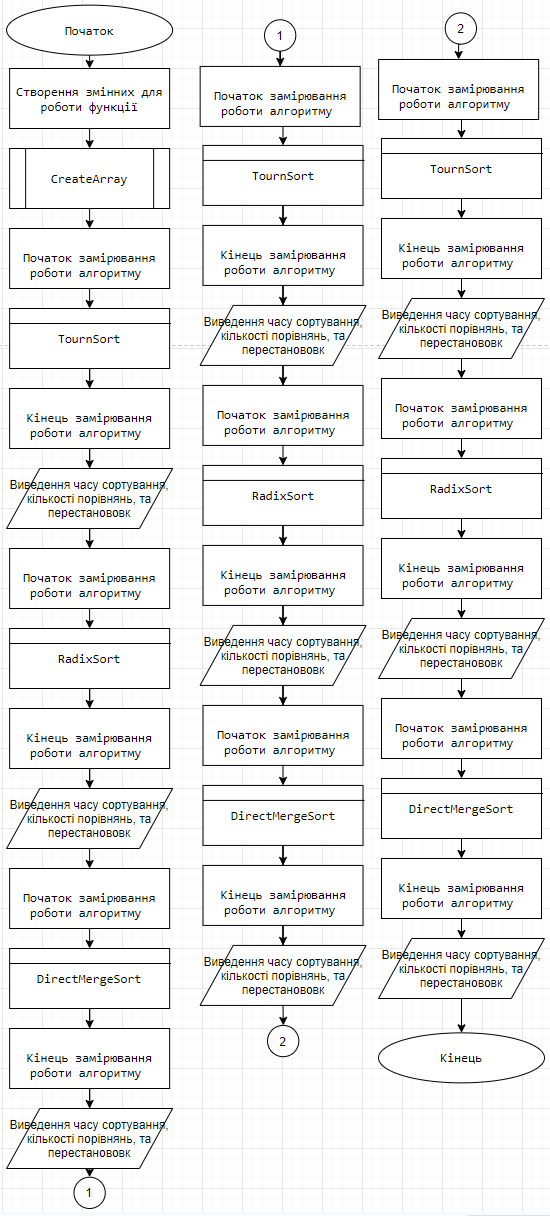 Початок
Створення змінних для
роботи функції
CreateArray
Початок замірювання
роботи алгоритму
TournSort
Кінець замірювання
роботи алгоритму
Виведення часу сортування,
кількості порівнянь, та
перестановок
Початок замірювання
роботи алгоритму
RadixSort
Кінець замірювання
роботи алгоритму
Виведення часу сортування,
кількості порівнянь, та
перестановок
Початок замірювання
роботи алгоритму
DirectMergeSort
Кінець замірювання
роботи алгоритму
Виведення часу сортування,
кількості порівнянь, та
перестановок
1
1
Початок замірювання
роботи алгоритму
TournSort
Кінець замірювання
роботи алгоритму
Виведення часу сортування,
кількості порівнянь, та
перестановок
Початок замірювання
роботи алгоритму
RadixSort
Кінець замірювання
роботи алгоритму
Виведення часу сортування,
кількості порівнянь, та
перестановок
Початок замірювання
роботи алгоритму
DirectMergeSort
Кінець замірювання
роботи алгоритму
Виведення часу сортування,
кількості порівнянь, та
перестановок
2
2
Початок замірювання
роботи алгоритму
TournSort
Кінець замірювання
роботи алгоритму
Виведення часу сортування,
кількості порівнянь, та
перестановок
Початок замірювання
роботи алгоритму
RadixSort
Кінець замірювання
роботи алгоритму
Виведення часу сортування,
кількості порівнянь, та
перестановок
Початок замірювання
роботи алгоритму
DirectMergeSort
Кінець замірювання
роботи алгоритму
Виведення часу сортування,
кількості порівнянь, та
перестановок
Кінець